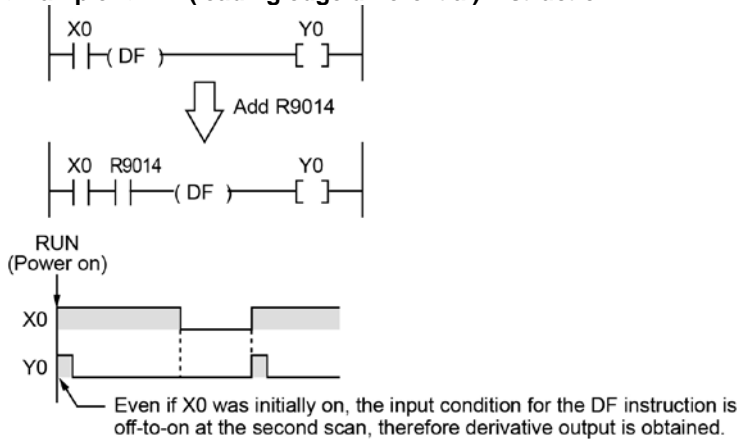 X0 Y0
( DF )
Add R9014
X0 R9014 Y0
( DF )
RUN
(Power on)
X0
Y0
Even if X0 was initially on, the input condition for the DF instruction is
off-to-on at the second scan, therefore derivative output is obtained.